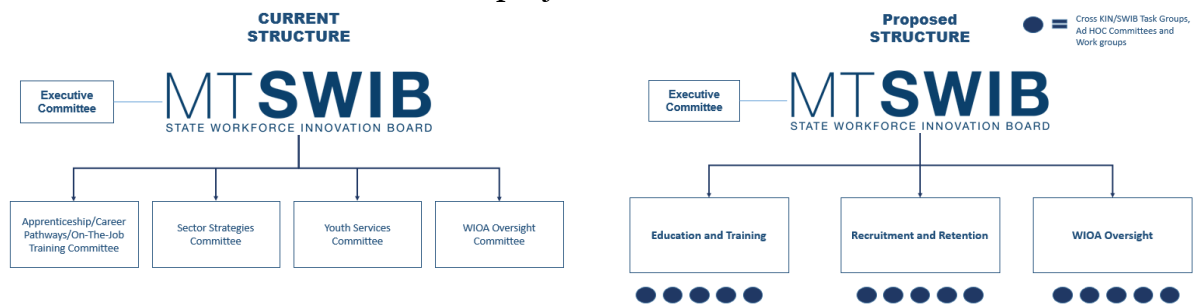 CURRENT
STRUCTURE
Executive
Committee
MTSWIB
STATE WORKFORCE INNOVATION BOARD
Apprenticeship/Career
Pathways/On-The-Job
Training Committee
Sector Strategies
Committee
Youth Services
Committee
WIOA Oversight
Committee
Proposed
STRUCTURE
Cross KIN/SWIB Task Groups,
Ad HOC Committees and
Work groups
Executive
Committee
MTSWIB
STATE WORKFORCE INNOVATION BOARD
Education and Training
Recruitment and Retention
WIOA Oversight